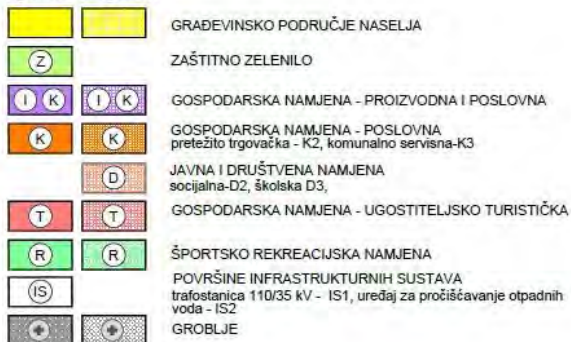 GRAĐEVINSKO PODRUČJE NASELJA
Z ZAŠTITNO ZELENILO
I K I K GOSPODARSKA NAMJENA - PROIZVODNA I POSLOVNA
K K GOSPODARSKA NAMJENA - POSLOVNA
pretežito trgovačka - K2, komunalno servisna-K3
D JAVNA I DRUŠTVENA NAMJENA
socijalna-D2, školska D3,
T T GOSPODARSKA NAMJENA - UGOSTITELJSKO TURISTIČKA
R R ŠPORTSKO REKREACIJSKA NAMJENA
IS POVRŠINE INFRASTRUKTURNIH SUSTAVA
trafostanica 110/35 kV - IS1, uređaj za pročišćavanje otpadnih
voda - IS2
GROBLJE